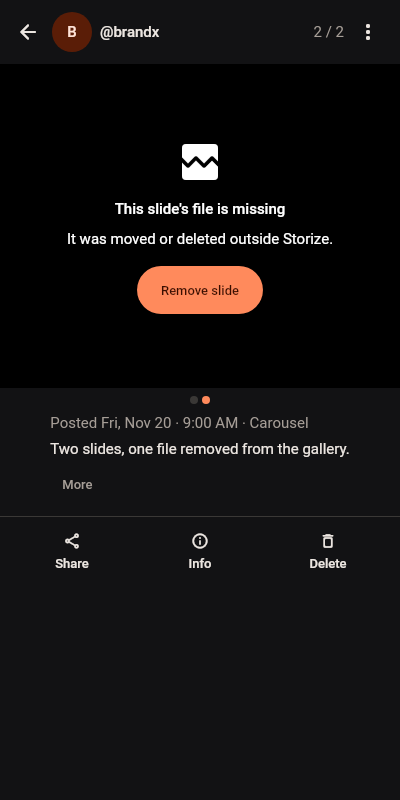 B
@brandx
2 / 2
This slide's file is missing
It was moved or deleted outside Storize.
Remove slide
Posted Fri, Nov 20 · 9:00 AM · Carousel
Two slides, one file removed from the gallery.
More
Share
Info
Delete